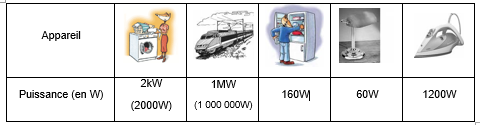 Appareil
Puissance (en W)
2kW
(2000W)
1MW
(1 000 000W)
160W
60W
1200W